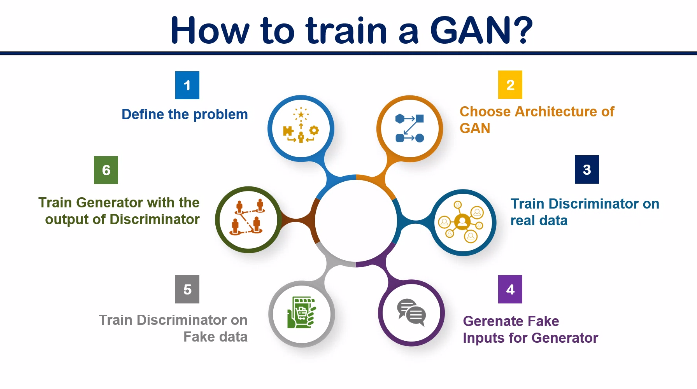 How to train a GAN?
1
Define the problem
2
Choose Architecture of
GAN
3
Train Discriminator on
real data
4
Gerenate Fake
Inputs for Generator
5
Train Discriminator on
Fake data
6
Train Generator with the
output of Discriminator